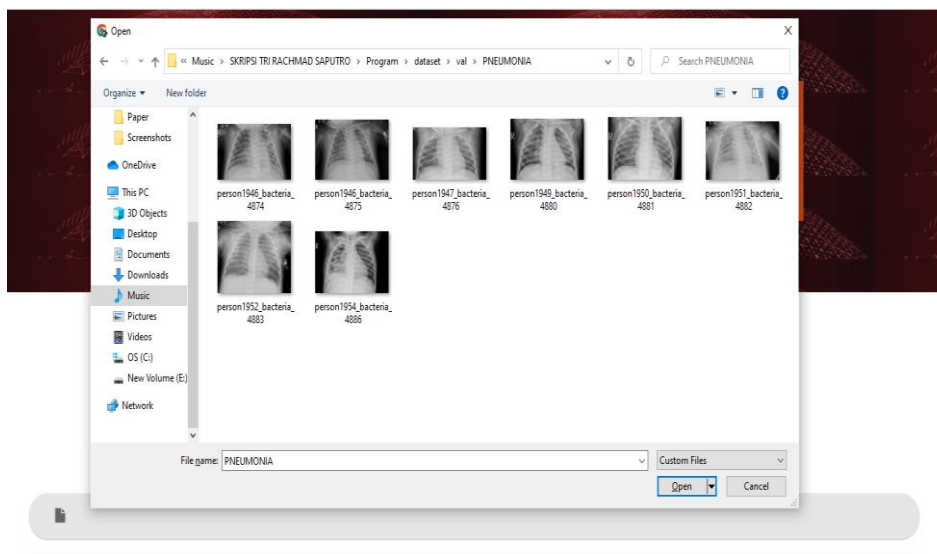 Open
« Music › SKRIPSI TRI RACHMAD SAPUTRO › Program › dataset › val › PNEUMONIA
Search PNEUMONIA
Organize
New folder
Paper
Screenshots
OneDrive
This PC
3D Objects
Desktop
Documents
Downloads
Music
Pictures
Videos
OS (C:)
New Volume (E:)
Network
person1946_bacteria_
4874
person1946_bacteria_
4875
person1947_bacteria_
4876
person1949_bacteria_
4880
person1950_bacteria_
4881
person1951_bacteria_
4882
person1952_bacteria_
4883
person1954_bacteria_
4886
File name: PNEUMONIA
Custom Files
Open
Cancel